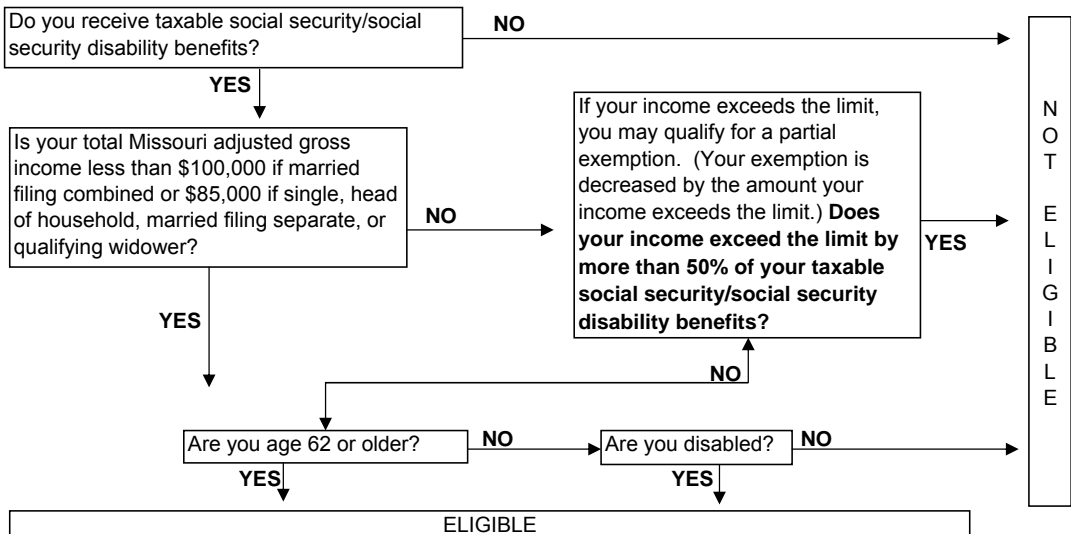 Do you receive taxable social security/social
security disability benefits?
NO
YES
Is your total Missouri adjusted gross
income less than $100,000 if married
filing combined or $85,000 if single, head
of household, married filing separate, or
qualifying widower?
NO
If your income exceeds the limit,
you may qualify for a partial
exemption. (Your exemption is
decreased by the amount your
income exceeds the limit.) Does
your income exceed the limit by
more than 50% of your taxable
social security/social security
disability benefits?
YES
YES
NO
Are you age 62 or older?
NO
Are you disabled?
NO
YES
YES
ELIGIBLE
NOT ELIGIBLE